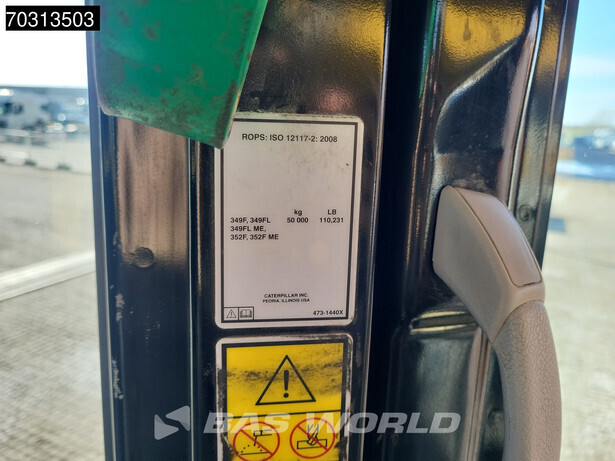 70313503
ROPS: ISO 12117-2: 2008
kg LB
349F, 349FL 50 000 110,231
349FL ME,
352F, 352F ME
CATERPILLAR INC.
PEORIA, ILLINOIS USA
473-1440X
BAS WORLD